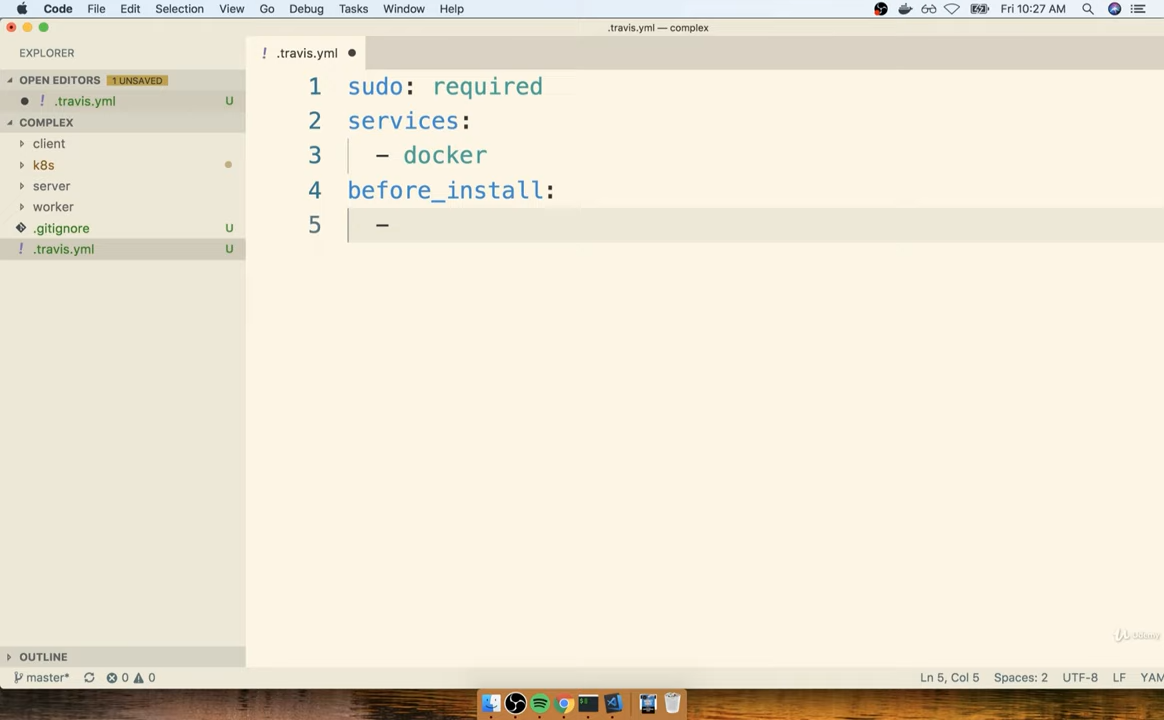 Code File Edit Selection View Go Debug Tasks Window Help Fri 10:27 AM
.travis.yml — complex
EXPLORER
! .travis.yml
OPEN EDITORS 1 UNSAVED
! .travis.yml U
COMPLEX
client
k8s
server
worker
.gitignore U
! .travis.yml U
1 sudo: required
2 services:
3 - docker
4 before_install:
5 -
Udemy
OUTLINE
master* 0 0 Ln 5, Col 5 Spaces: 2 UTF-8 LF YAM